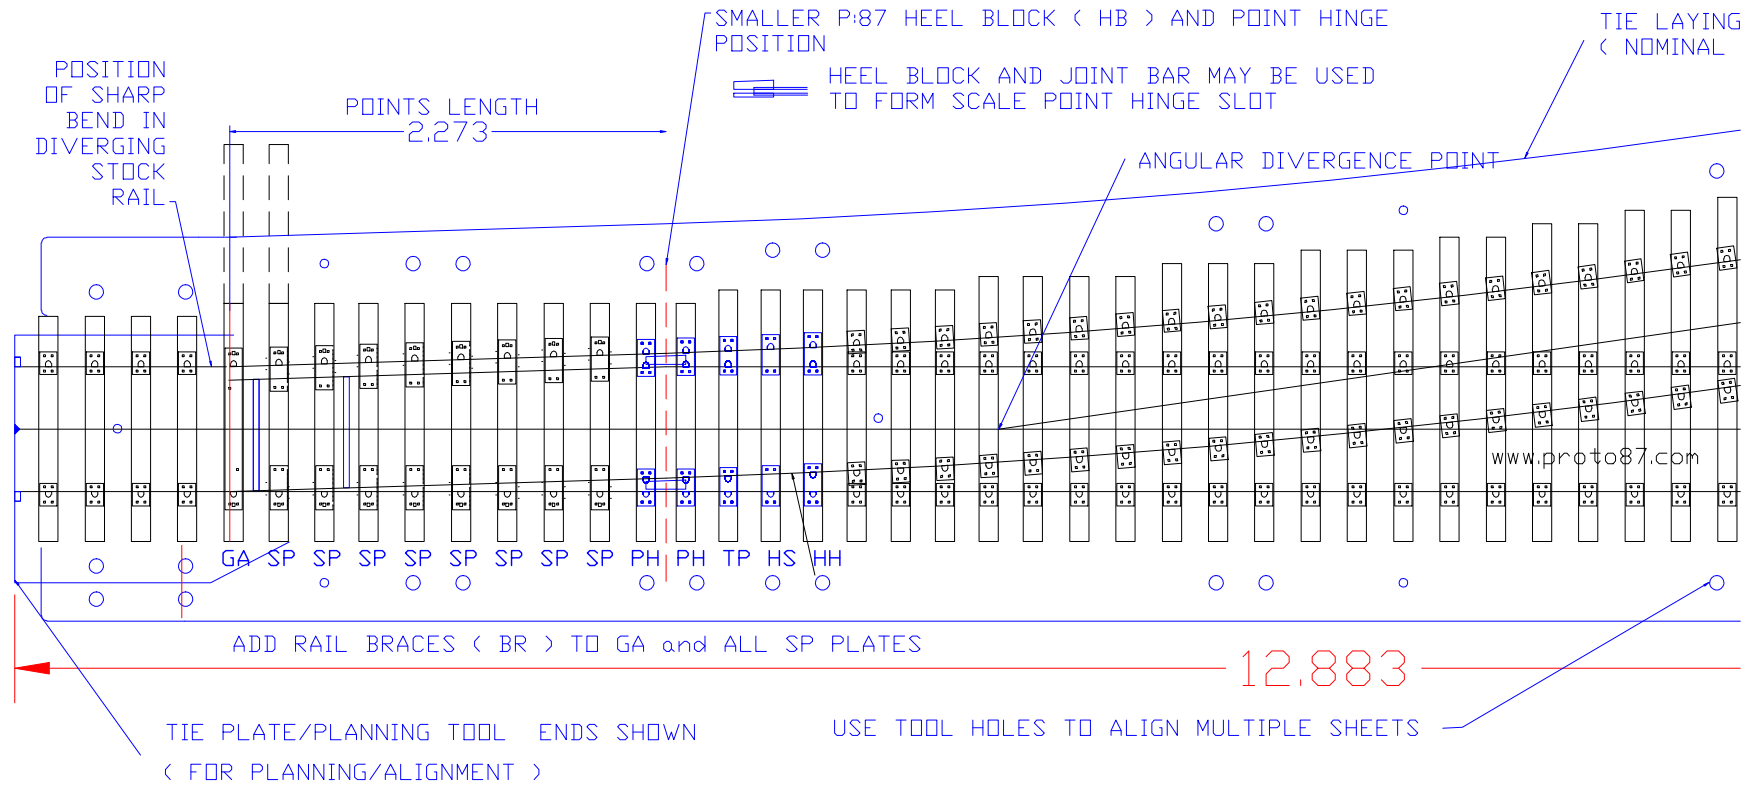 SMALLER P:87 HEEL BLOCK ( HB ) AND POINT HINGE
POSITION
TIE LAYING
( NOMINAL
HEEL BLOCK AND JOINT BAR MAY BE USED
TO FORM SCALE POINT HINGE SLOT
POSITION
OF SHARP
BEND IN
DIVERGING
STOCK
RAIL
POINTS LENGTH
2.273
ANGULAR DIVERGENCE POINT
www.proto87.com
GA SP SP SP SP SP SP SP SP PH PH TP HS HH
ADD RAIL BRACES ( BR ) TO GA and ALL SP PLATES
12.883
TIE PLATE/PLANNING TOOL ENDS SHOWN
( FOR PLANNING/ALIGNMENT )
USE TOOL HOLES TO ALIGN MULTIPLE SHEETS